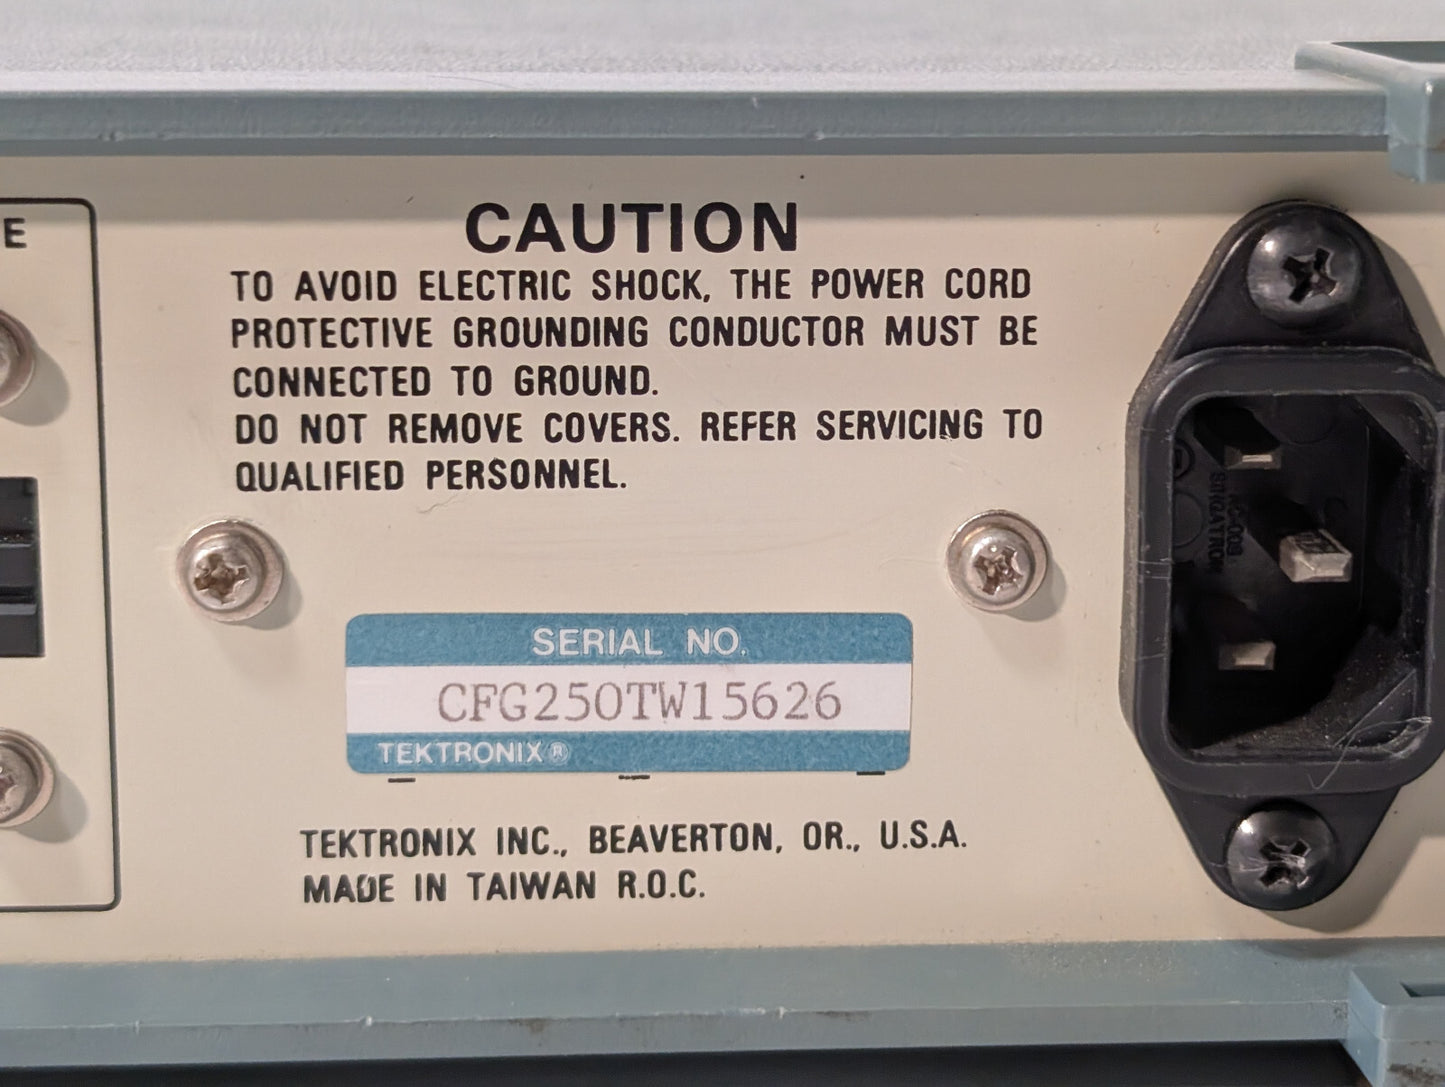 E
CAUTION
TO AVOID ELECTRIC SHOCK, THE POWER CORD
PROTECTIVE GROUNDING CONDUCTOR MUST BE
CONNECTED TO GROUND.
DO NOT REMOVE COVERS. REFER SERVICING TO
QUALIFIED PERSONNEL.
SERIAL NO.
CFG250TW15626
TEKTRONIX®
TEKTRONIX INC., BEAVERTON, OR., U.S.A.
MADE IN TAIWAN R.O.C.